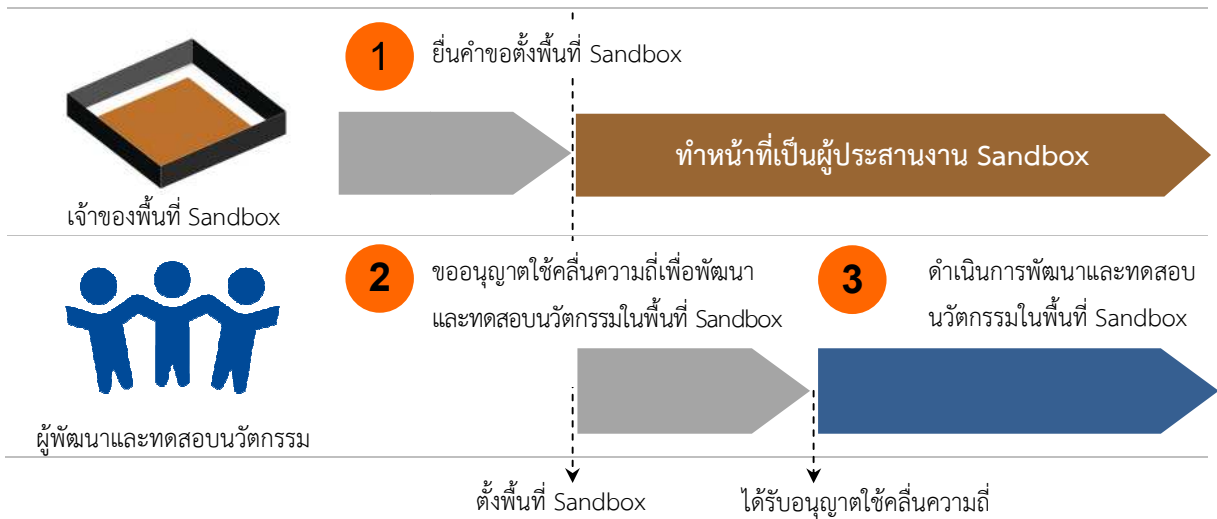 1
ยื่นคำขอตั้งพื้นที่ Sandbox
ทำหน้าที่เป็นผู้ประสานงาน Sandbox
เจ้าของพื้นที่ Sandbox
2
ขออนุญาตใช้คลื่นความถี่เพื่อพัฒนา
และทดสอบนวัตกรรมในพื้นที่ Sandbox
3
ดำเนินการพัฒนาและทดสอบ
นวัตกรรมในพื้นที่ Sandbox
ผู้พัฒนาและทดสอบนวัตกรรม
ตั้งพื้นที่ Sandbox
ได้รับอนุญาตใช้คลื่นความถี่